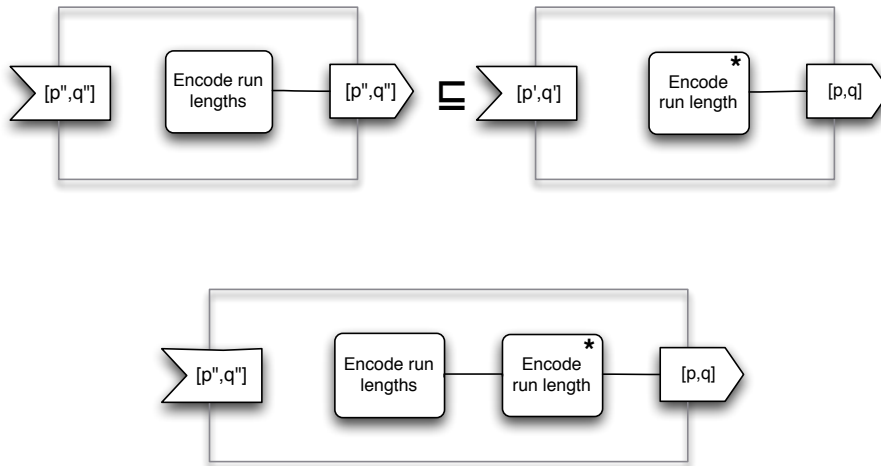 [p",q"]
Encode run
lengths
[p",q"]
⊑
[p',q']
*
Encode
run length
[p,q]
[p",q"]
Encode run
lengths
*
Encode
run length
[p,q]